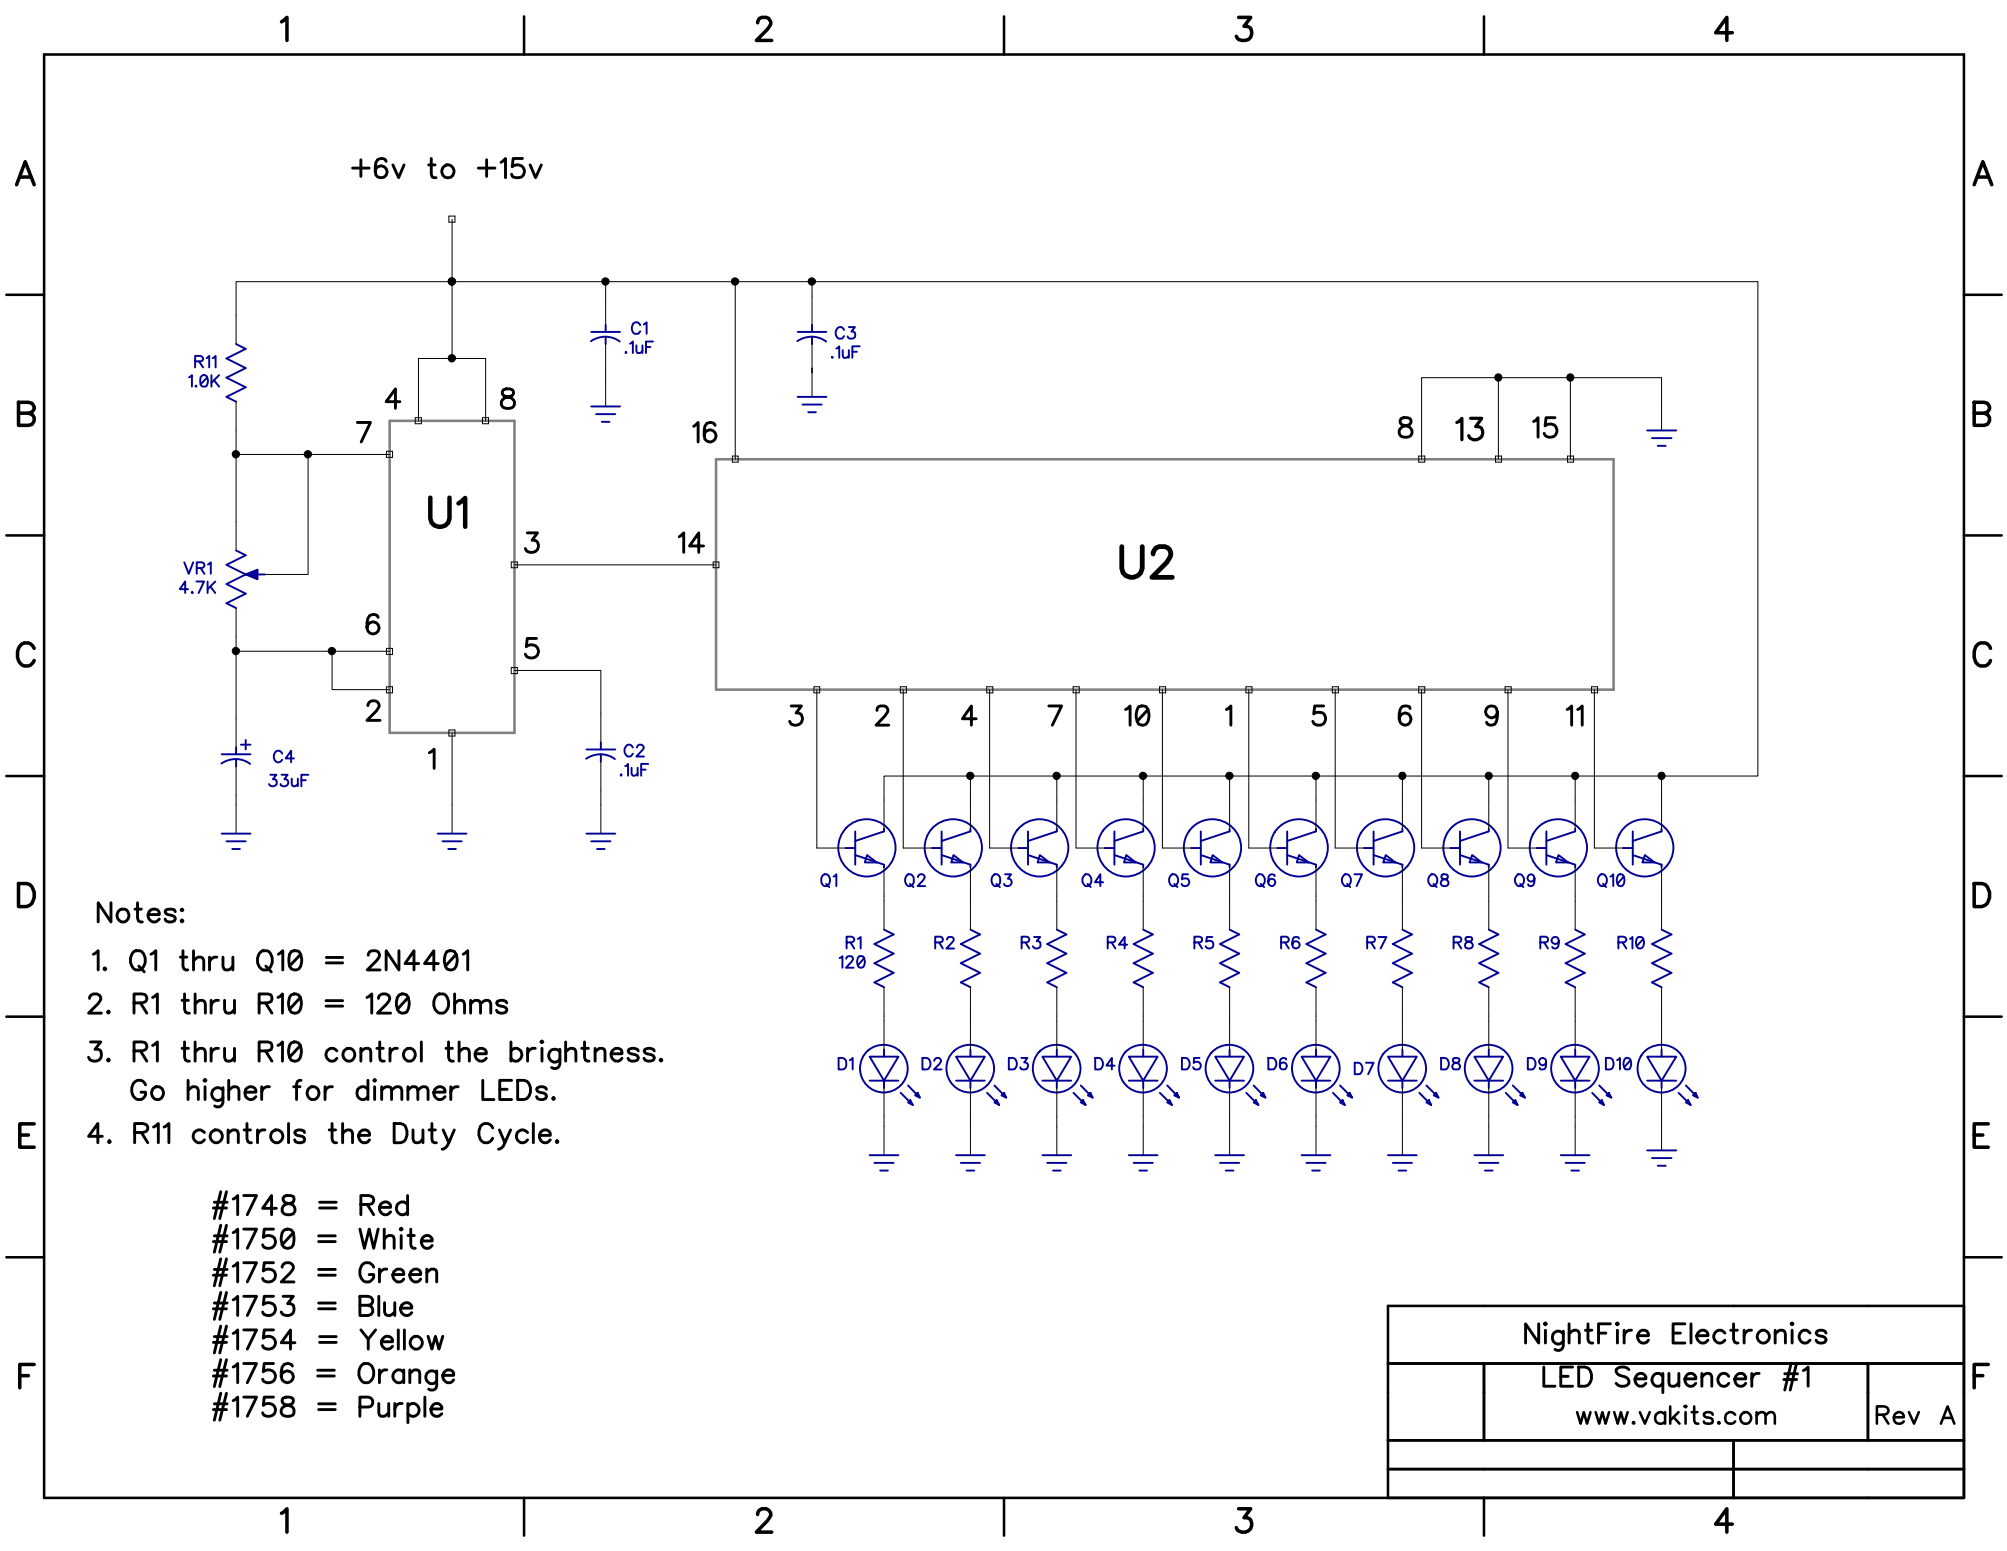 1 2 3 4
A A
+6v to +15v
C1
.1uF
C3
.1uF
R11
1.0K
4 8
B B
7
16
8 13 15
U1
3
14
U2
VR1
4.7K
6
5
C C
2
3 2 4 7 10 1 5 6 9 11
1
+
C4
33uF
C2
.1uF
Q1 Q2 Q3 Q4 Q5 Q6 Q7 Q8 Q9 Q10
D D
Notes:
1. Q1 thru Q10 = 2N4401
2. R1 thru R10 = 120 Ohms
3. R1 thru R10 control the brightness.
Go higher for dimmer LEDs.
4. R11 controls the Duty Cycle.
R1 R2 R3 R4 R5 R6 R7 R8 R9 R10
120
D1 D2 D3 D4 D5 D6 D7 D8 D9 D10
E E
#1748 = Red
#1750 = White
#1752 = Green
#1753 = Blue
#1754 = Yellow
#1756 = Orange
#1758 = Purple
F F
NightFire Electronics
LED Sequencer #1
www.vakits.com
Rev A
1 2 3 4